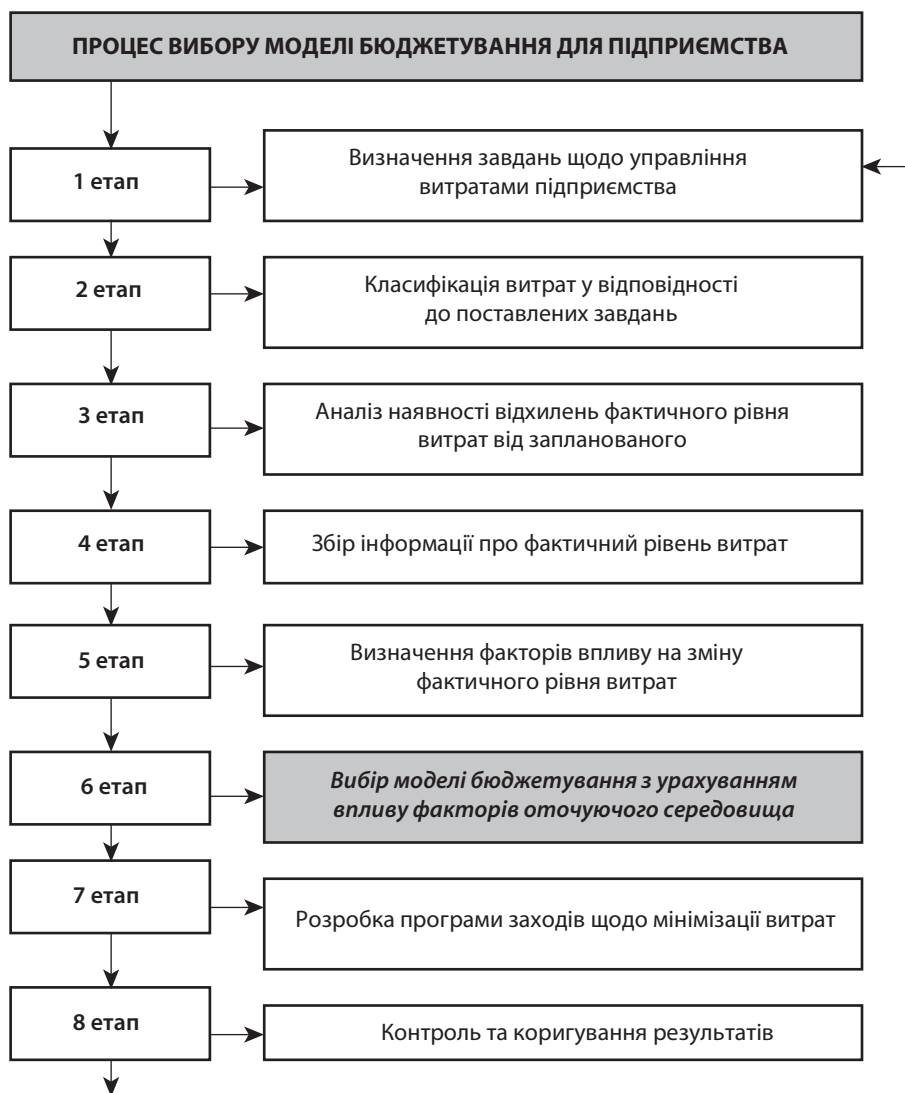 ПРОЦЕС ВИБОРУ МОДЕЛІ БЮДЖЕТУВАННЯ ДЛЯ ПІДПРИЄМСТВА
1 етап
Визначення завдань щодо управління
витратами підприємства
2 етап
Класифікація витрат у відповідності
до поставлених завдань
3 етап
Аналіз наявності відхилень фактичного рівня
витрат від запланованого
4 етап
Збір інформації про фактичний рівень витрат
5 етап
Визначення факторів впливу на зміну
фактичного рівня витрат
6 етап
Вибір моделі бюджетування з урахуванням
впливу факторів оточуючого середовища
7 етап
Розробка програми заходів щодо мінімізації витрат
8 етап
Контроль та коригування результатів